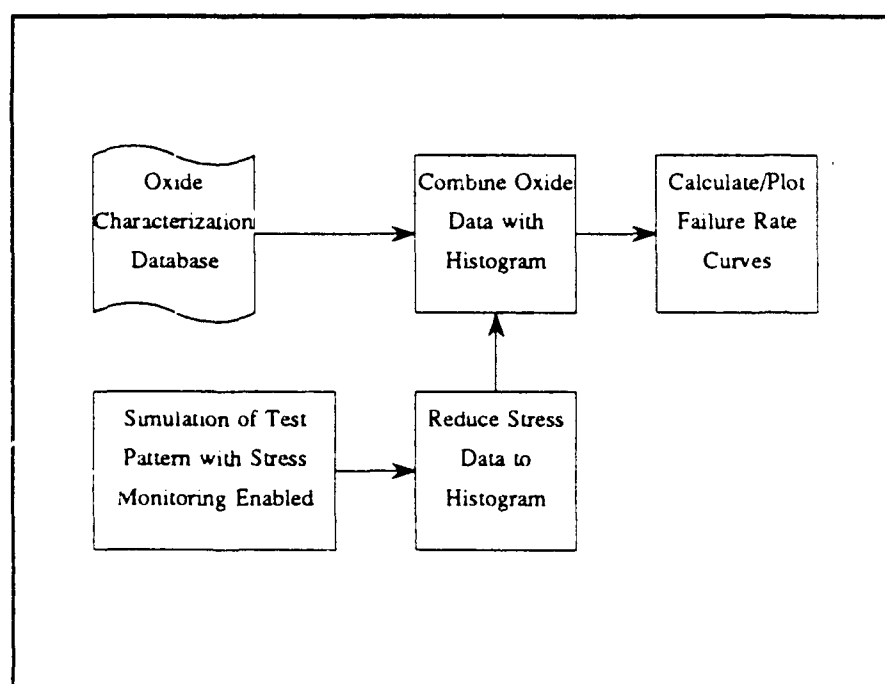 Oxide
Characterization
Database
Combine Oxide
Data with
Histogram
Calculate/Plot
Failure Rate
Curves
Simulation of Test
Pattern with Stress
Monitoring Enabled
Reduce Stress
Data to
Histogram